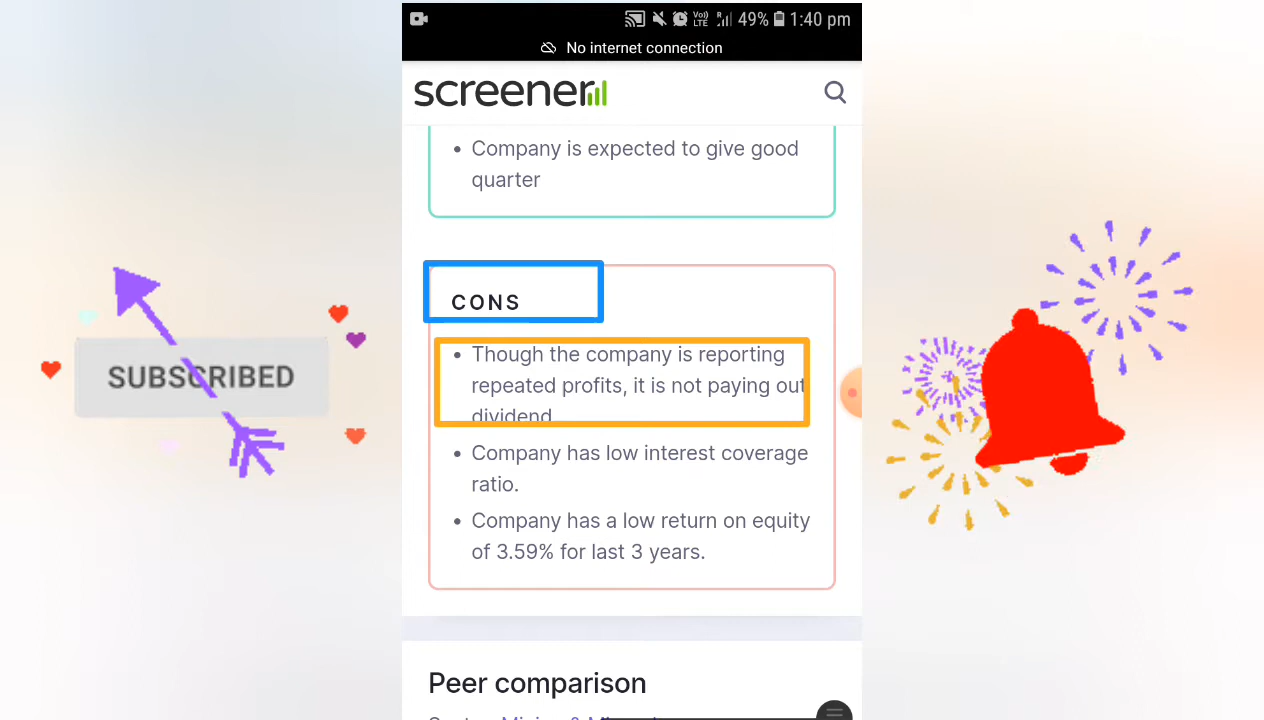 49% 1:40 pm
No internet connection
screener
Company is expected to give good
quarter
CONS
Though the company is reporting
repeated profits, it is not paying out
dividend
Company has low interest coverage
ratio.
Company has a low return on equity
of 3.59% for last 3 years.
SUBSCRIBED
Peer comparison